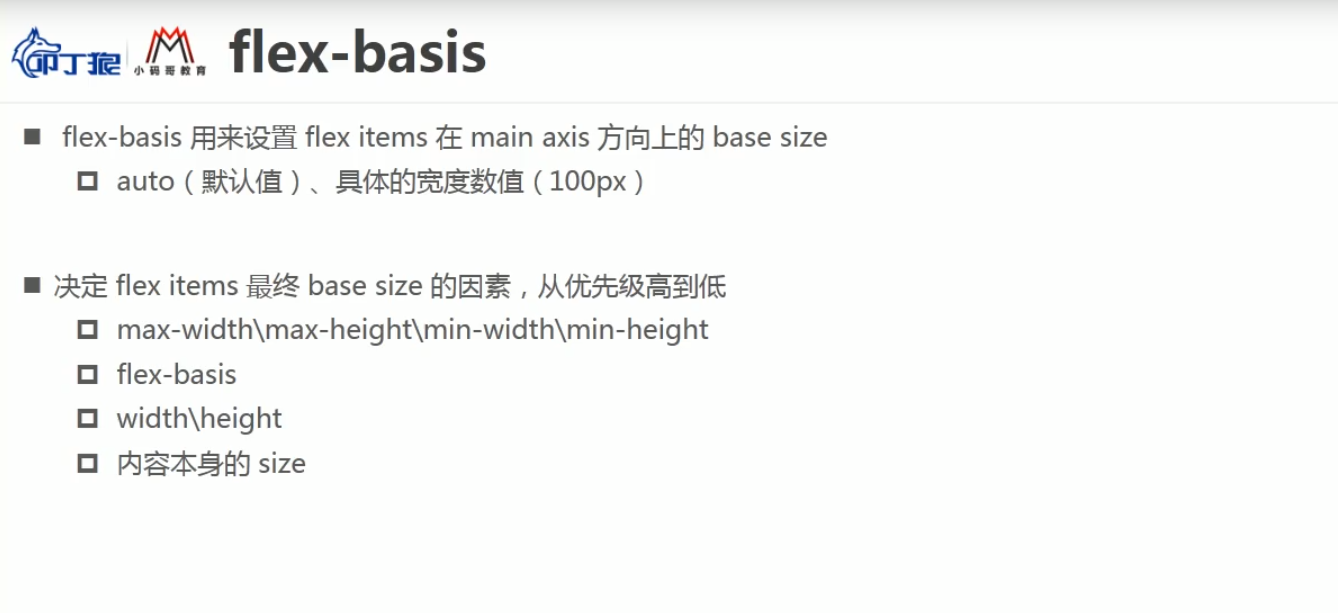 叩丁狼 小码哥教育 flex-basis
flex-basis 用来设置 flex items 在 main axis 方向上的 base size
auto（默认值）、具体的宽度数值（100px）
决定 flex items 最终 base size 的因素，从优先级高到低
max-width\max-height\min-width\min-height
flex-basis
width\height
内容本身的 size